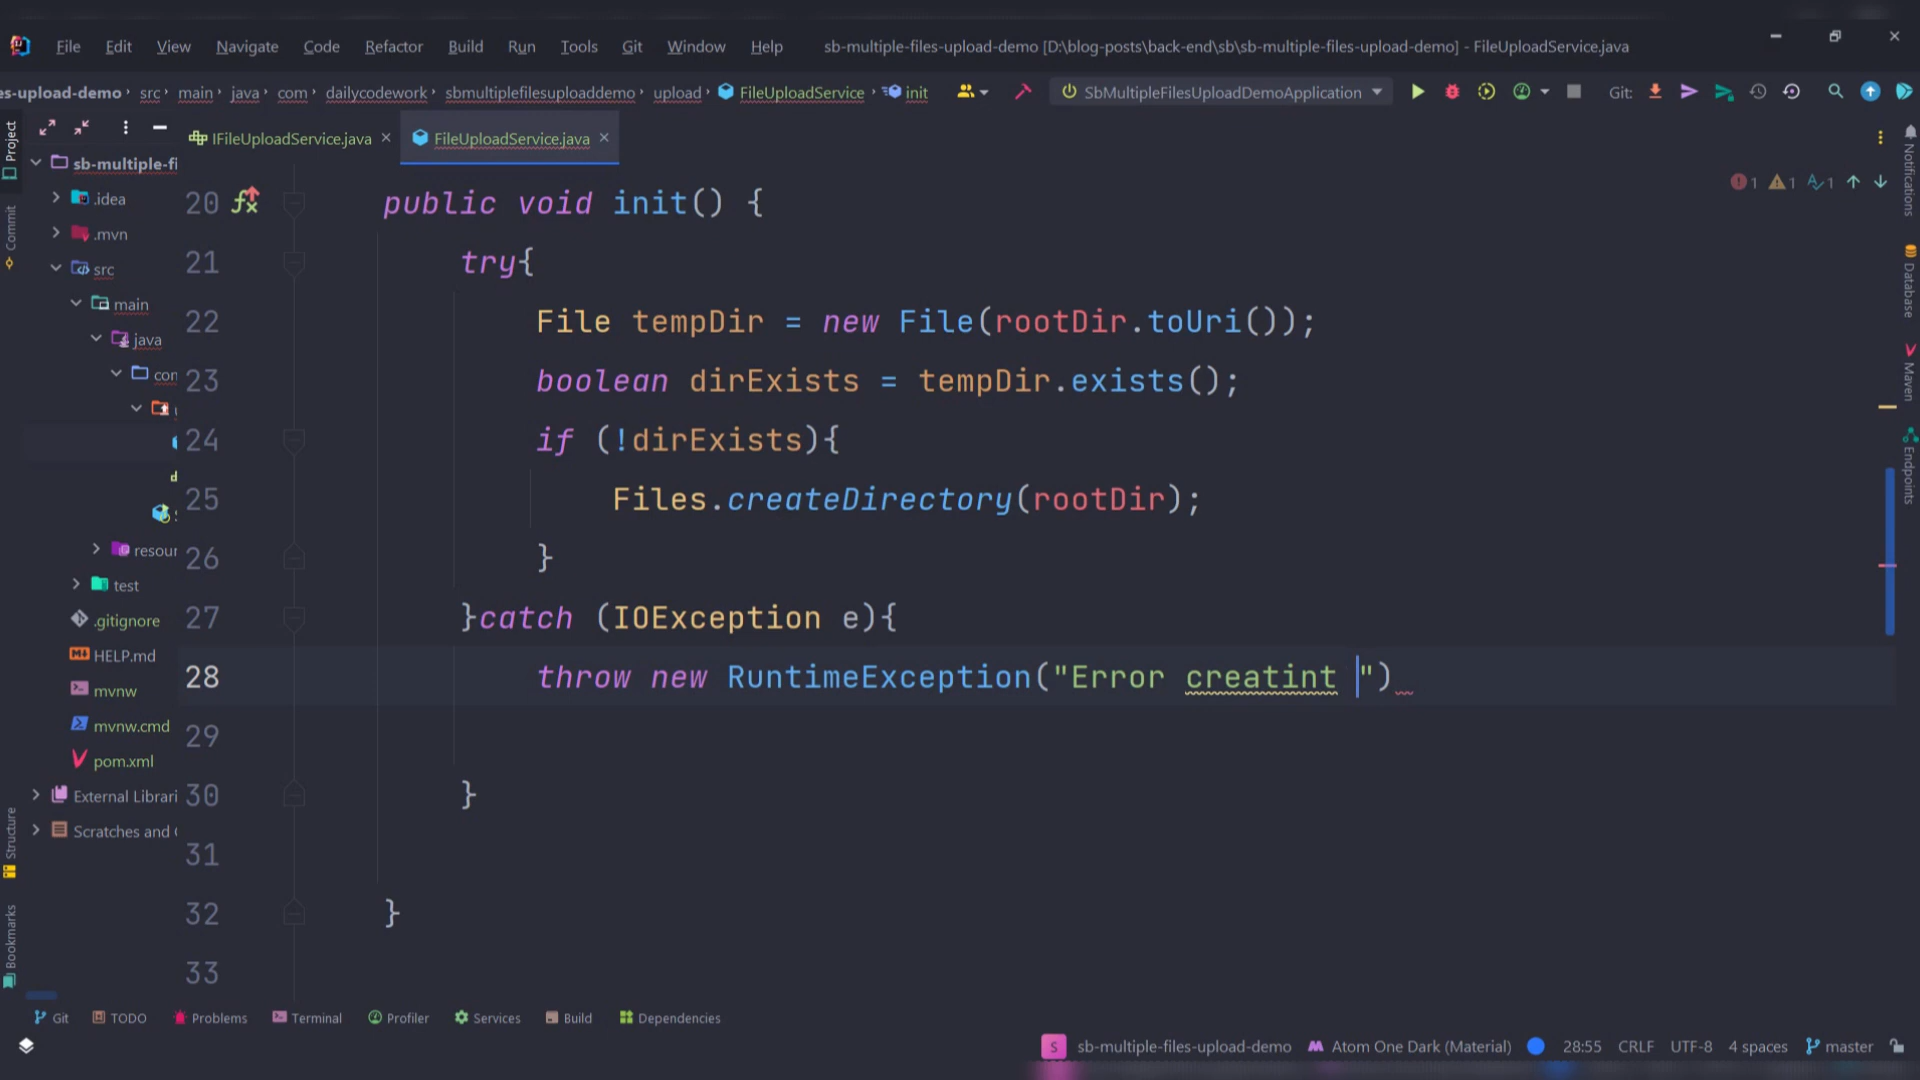 File Edit View Navigate Code Refactor Build Run Tools Git Window Help sb-multiple-files-upload-demo [D:\blog-posts\back-end\sb\sb-multiple-files-upload-demo] - FileUploadService.java
es-upload-demo src main java com dailycodework sbmultiplefilesuploaddemo upload FileUploadService init SbMultipleFilesUploadDemoApplication Git:
IFileUploadService.java FileUploadService.java
Project
Commit
Structure
Bookmarks
sb-multiple-fi
.idea
.mvn
src
main
java
con
resour
test
.gitignore
HELP.md
mvnw
mvnw.cmd
pom.xml
External Librari
Scratches and
1 1 1
20 public void init() {
21 try{
22 File tempDir = new File(rootDir.toUri());
23 boolean dirExists = tempDir.exists();
24 if (!dirExists){
25 Files.createDirectory(rootDir);
26 }
27 }catch (IOException e){
28 throw new RuntimeException("Error creatint ")
29
30 }
31
32 }
33
Notifications
Database
Maven
Endpoints
Git TODO Problems Terminal Profiler Services Build Dependencies
S sb-multiple-files-upload-demo Atom One Dark (Material) 28:55 CRLF UTF-8 4 spaces master